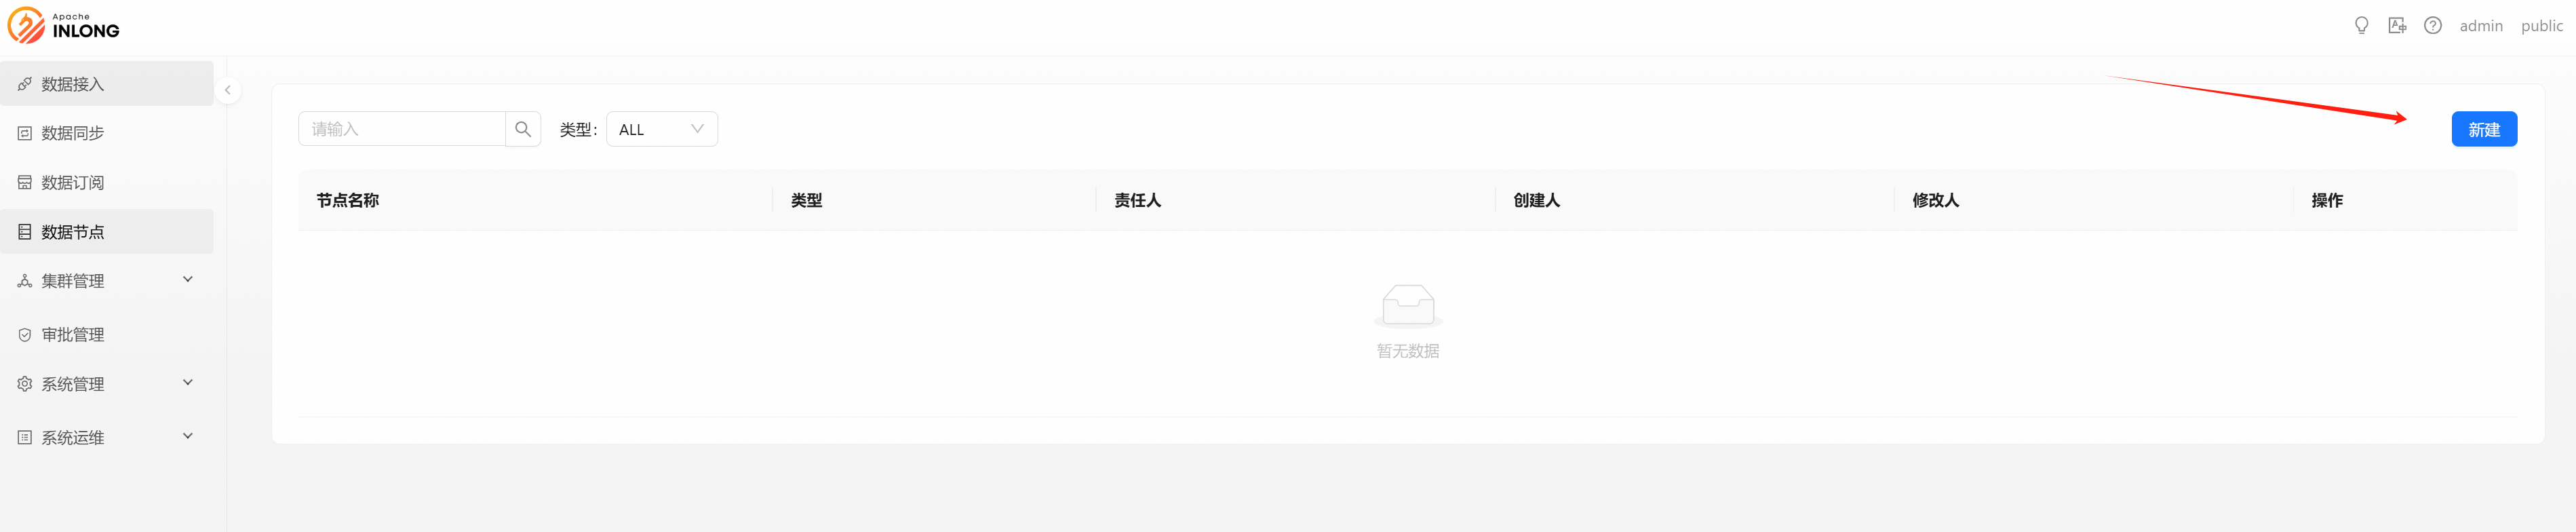 Apache
INLONG
admin
public
数据接入
数据同步
数据订阅
数据节点
集群管理
审批管理
系统管理
系统运维
请输入
类型:
ALL
新建
节点名称
类型
责任人
创建人
修改人
操作
暂无数据